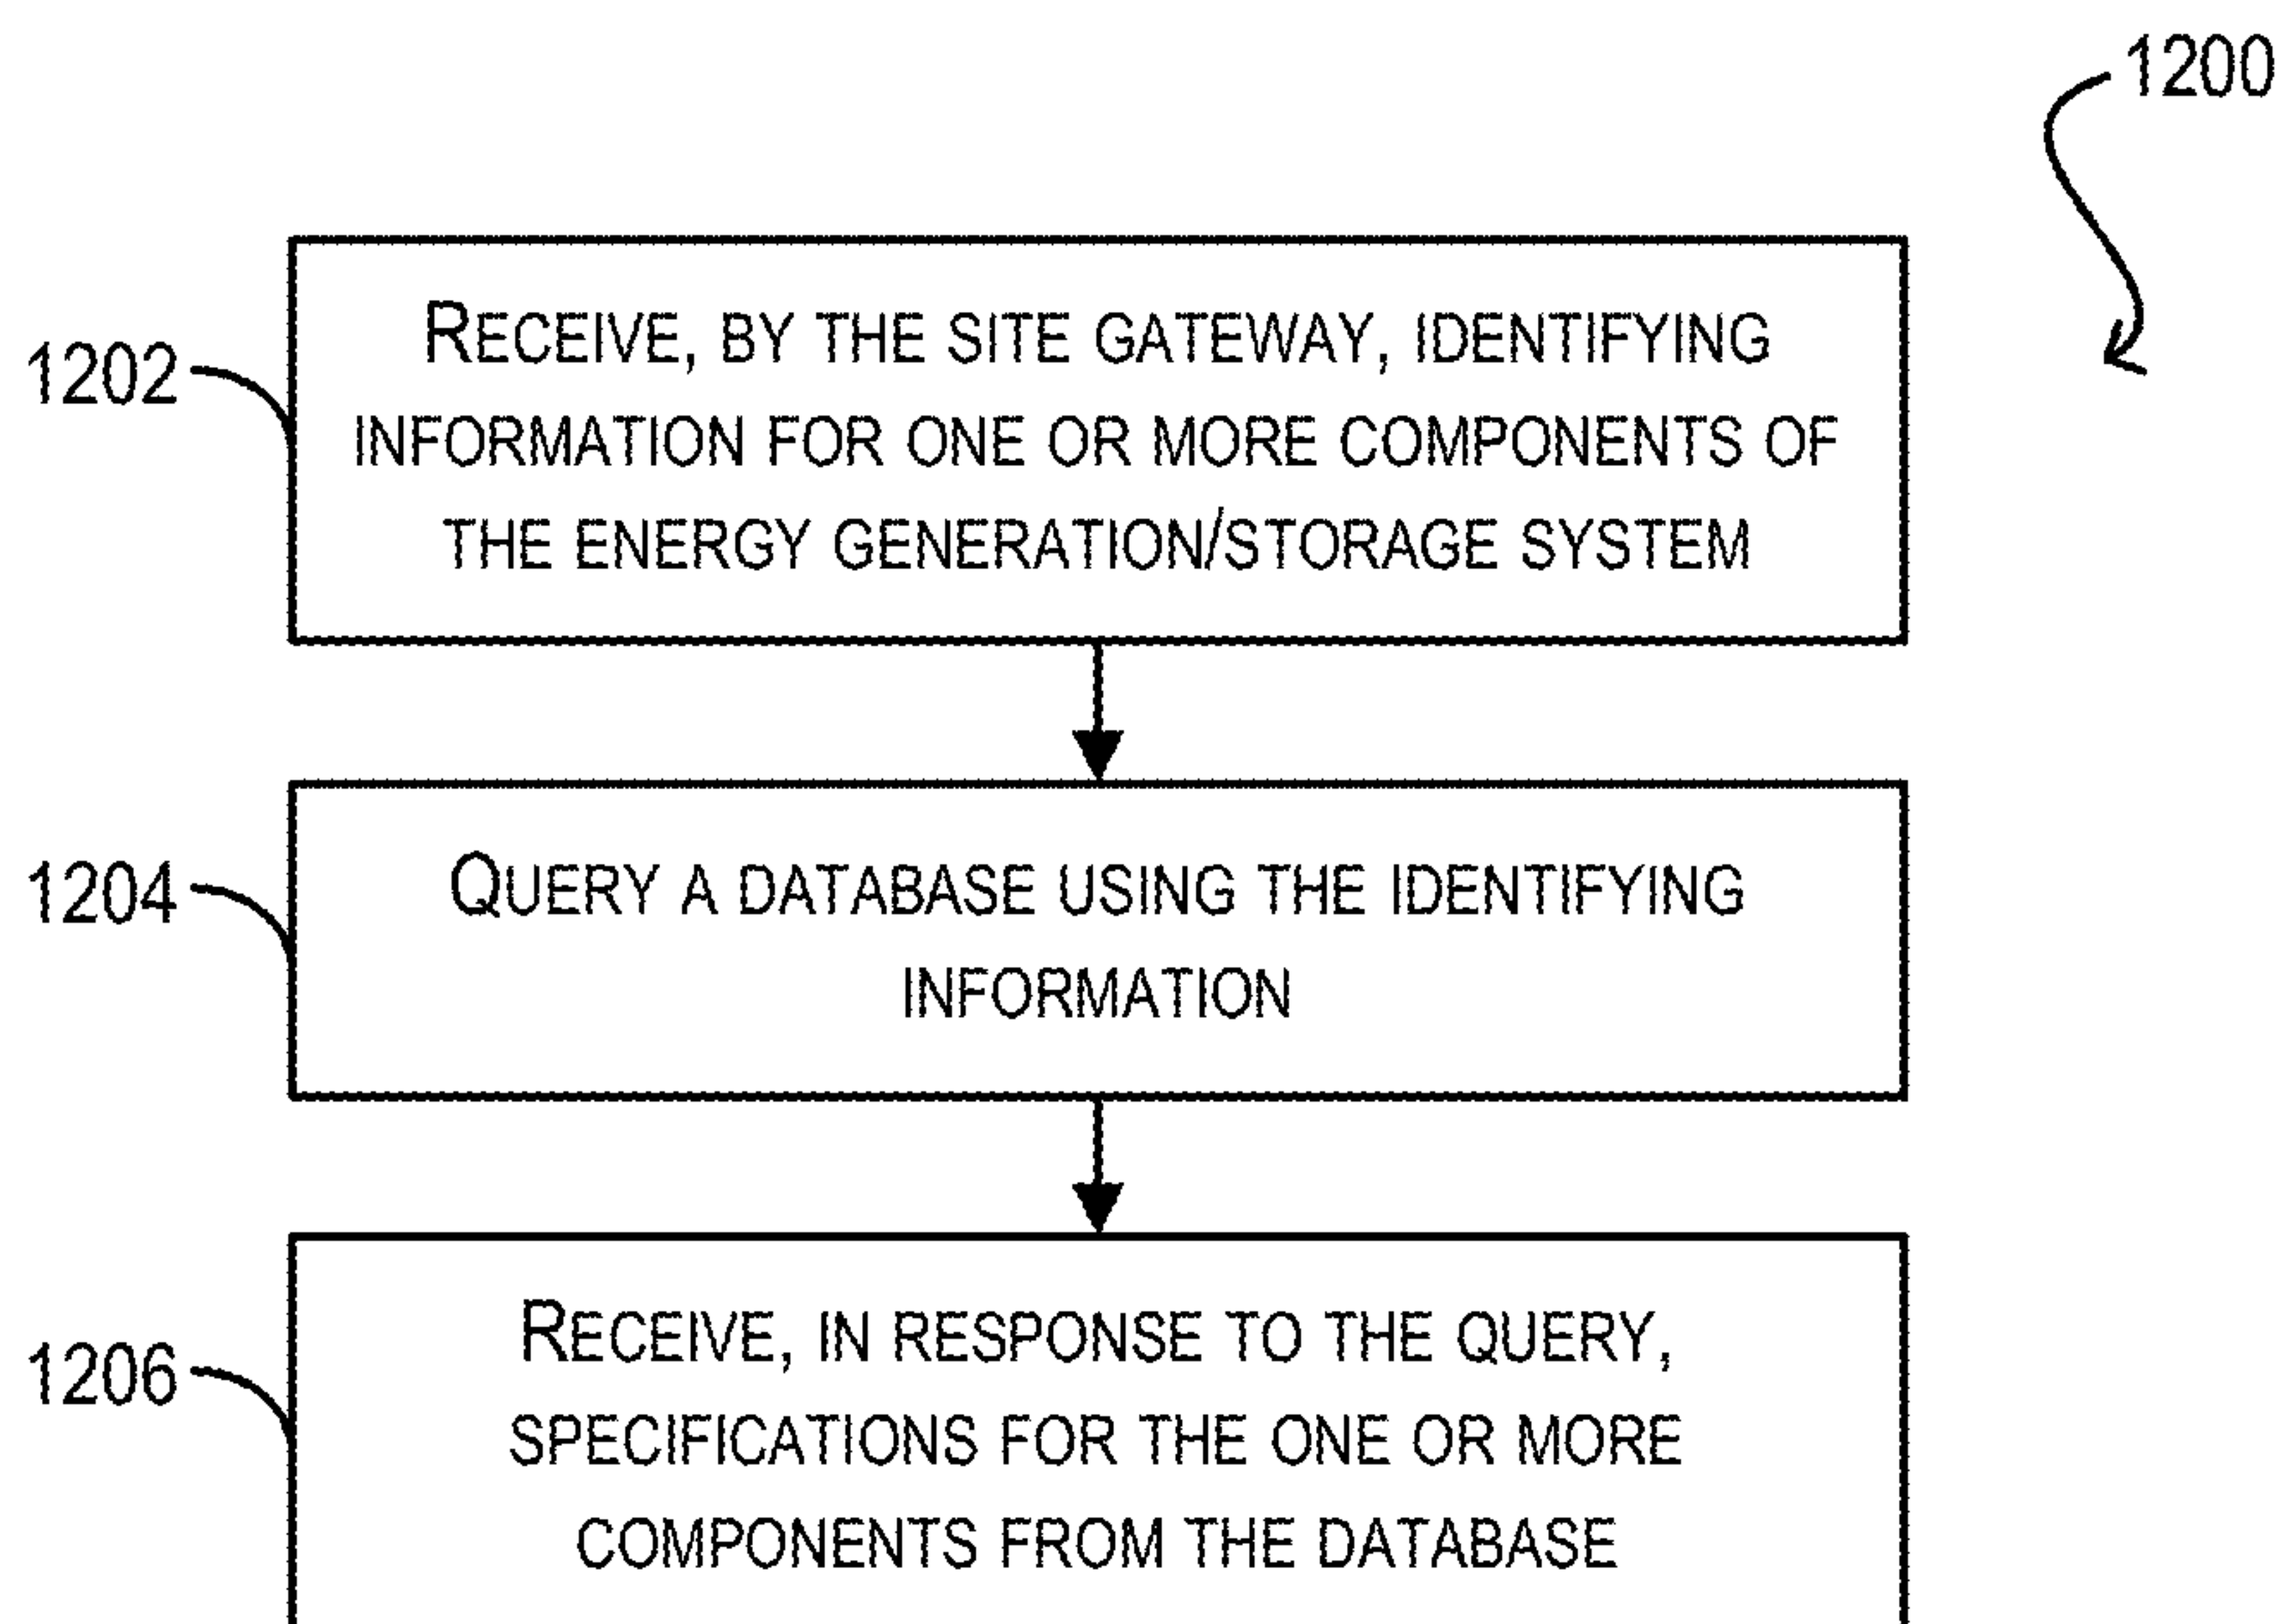 1200
1202
RECEIVE, BY THE SITE GATEWAY, IDENTIFYING
INFORMATION FOR ONE OR MORE COMPONENTS OF
THE ENERGY GENERATION/STORAGE SYSTEM
1204
QUERY A DATABASE USING THE IDENTIFYING
INFORMATION
1206
RECEIVE, IN RESPONSE TO THE QUERY,
SPECIFICATIONS FOR THE ONE OR MORE
COMPONENTS FROM THE DATABASE